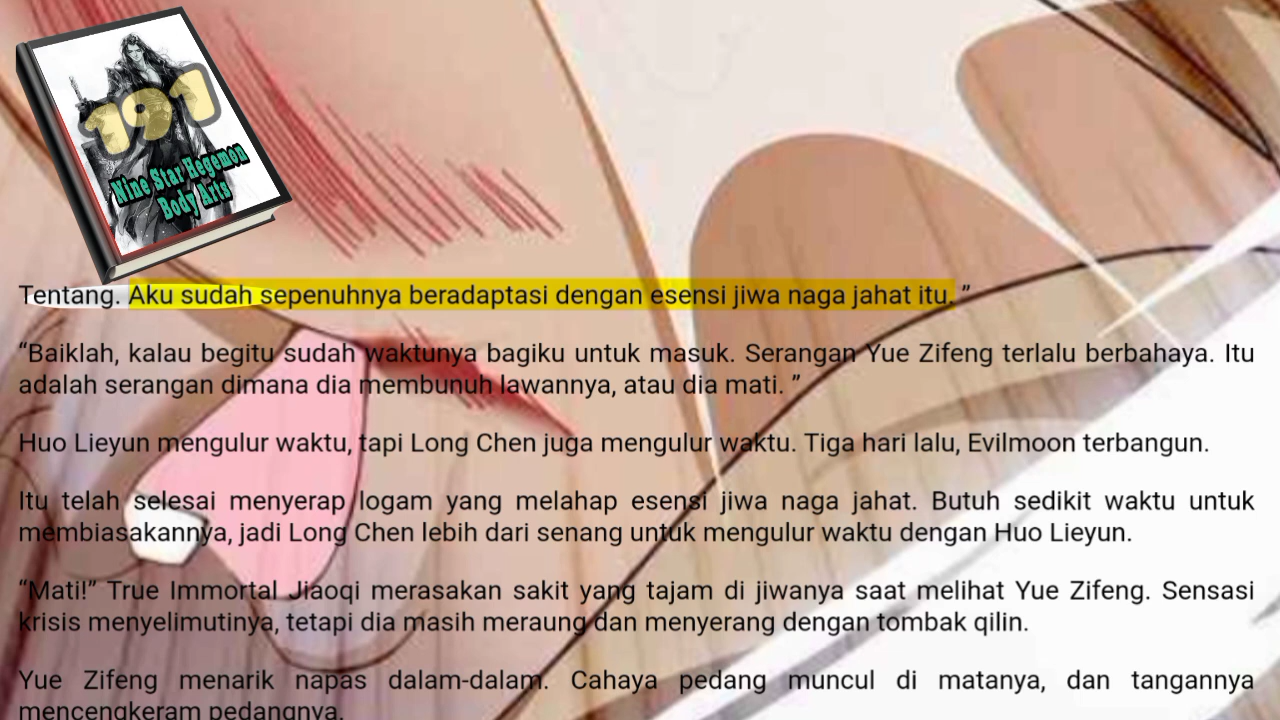 191
Nine Star Hegemon
Body Arts
Tentang. Aku sudah sepenuhnya beradaptasi dengan esensi jiwa naga jahat itu. ”
“Baiklah, kalau begitu sudah waktunya bagiku untuk masuk. Serangan Yue Zifeng terlalu berbahaya. Itu
adalah serangan dimana dia membunuh lawannya, atau dia mati. ”
Huo Lieyun mengulur waktu, tapi Long Chen juga mengulur waktu. Tiga hari lalu, Evilmoon terbangun.
Itu telah selesai menyerap logam yang melahap esensi jiwa naga jahat. Butuh sedikit waktu untuk
membiasakannya, jadi Long Chen lebih dari senang untuk mengulur waktu dengan Huo Lieyun.
“Mati!” True Immortal Jiaoqi merasakan sakit yang tajam di jiwanya saat melihat Yue Zifeng. Sensasi
krisis menyelimutinya, tetapi dia masih meraung dan menyerang dengan tombak qilin.
Yue Zifeng menarik napas dalam-dalam. Cahaya pedang muncul di matanya, dan tangannya
mencengkeram pedangnya.